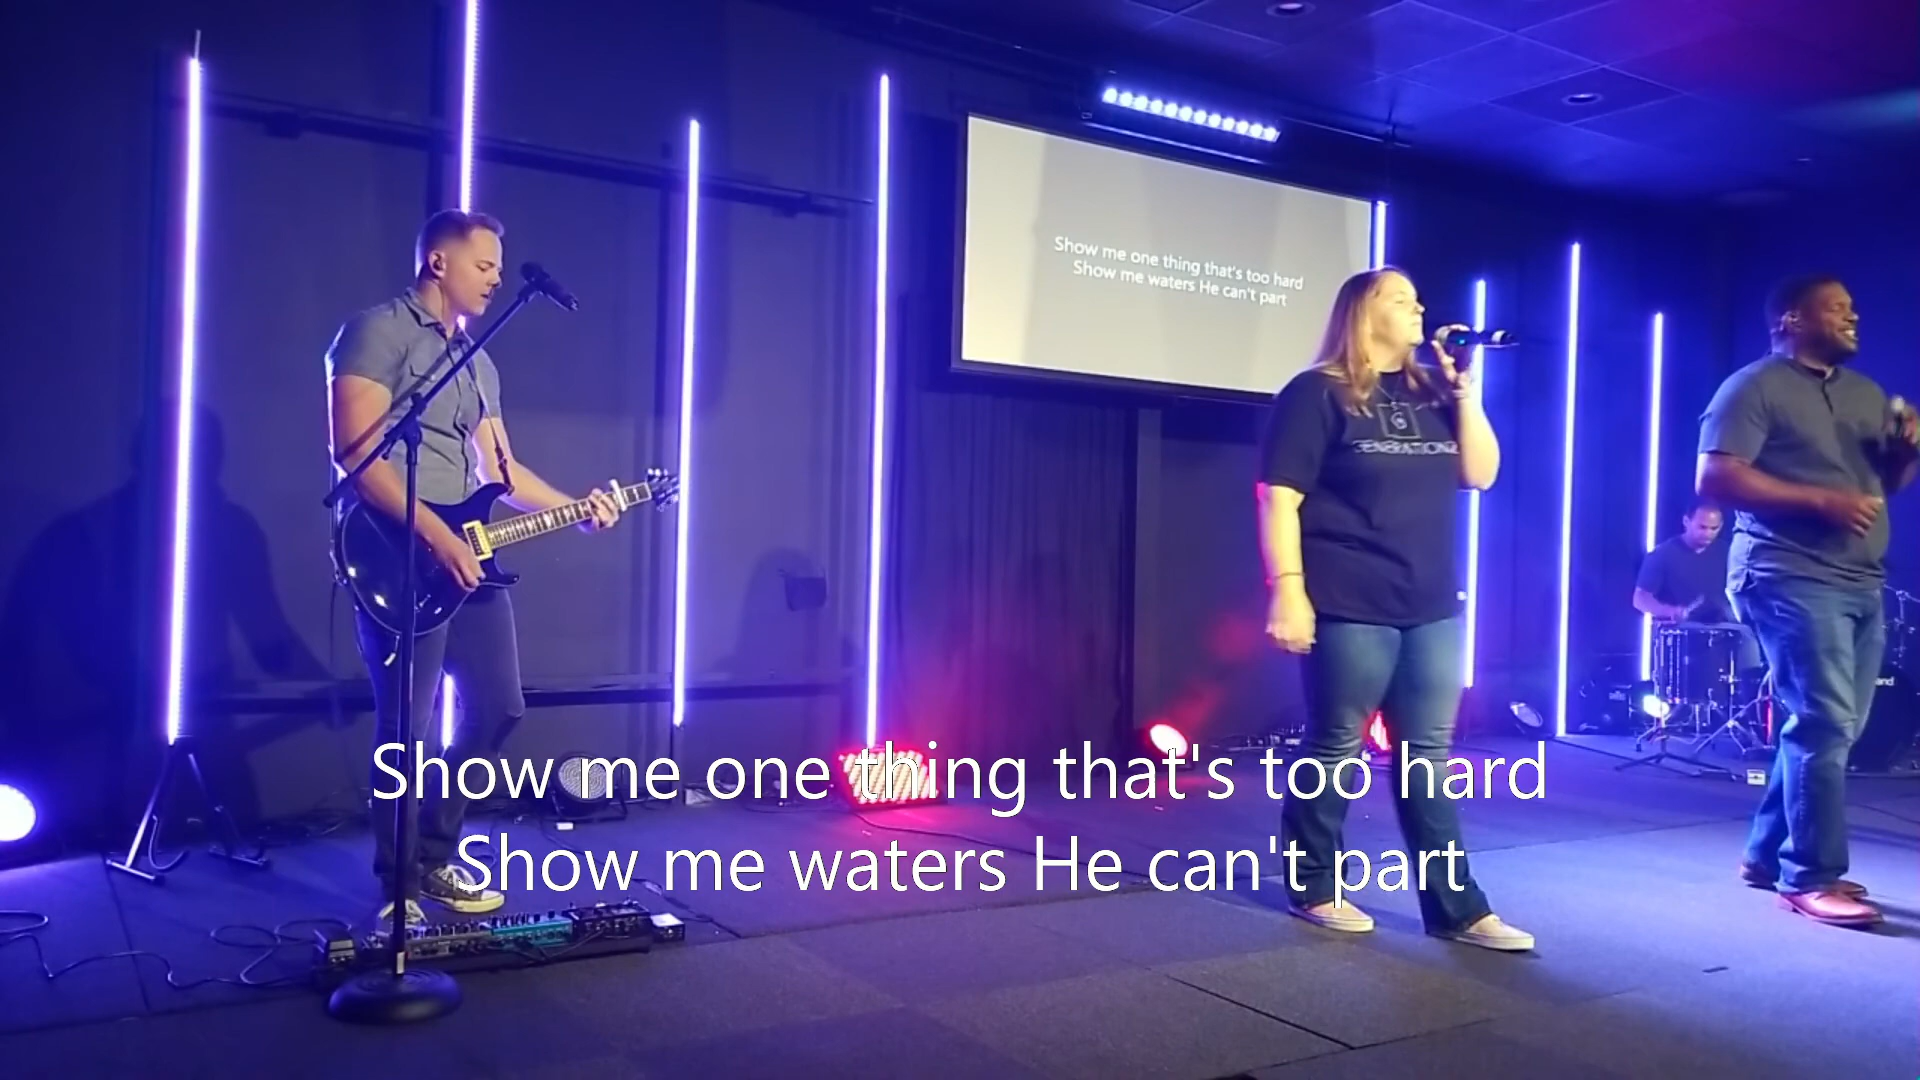 Show me one thing that's too hard
Show me waters He can't part
GENERATIONZ
Show me one thing that's too hard
Show me waters He can't part